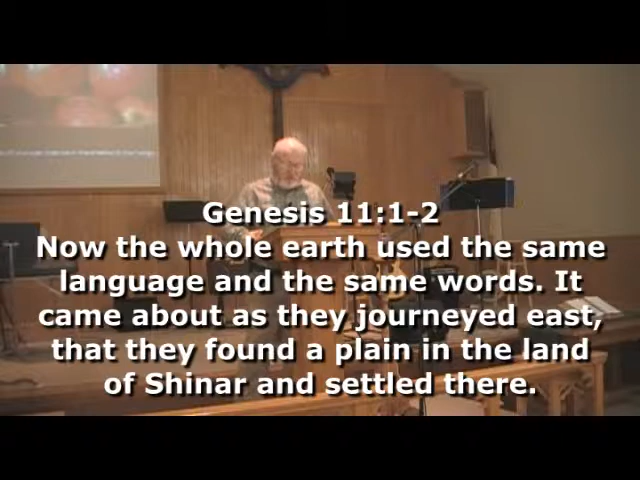 Genesis 11:1-2
Now the whole earth used the same
language and the same words. It
came about as they journeyed east,
that they found a plain in the land
of Shinar and settled there.